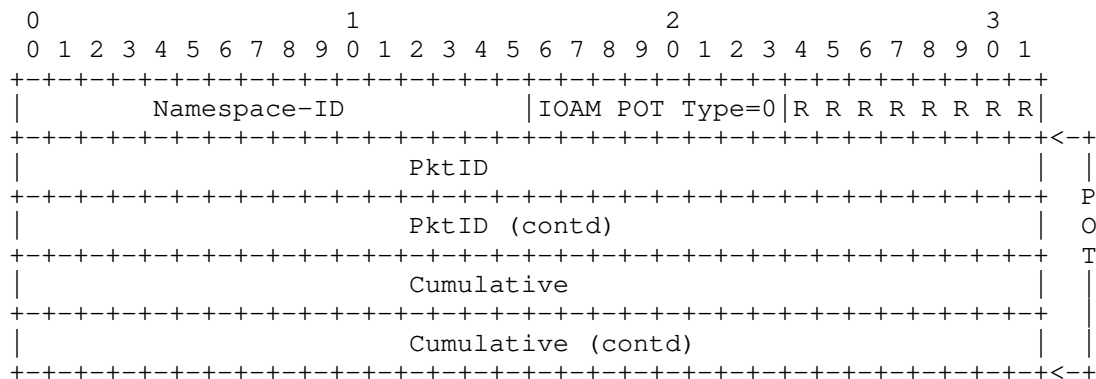 0                   1                   2                   3
 0 1 2 3 4 5 6 7 8 9 0 1 2 3 4 5 6 7 8 9 0 1 2 3 4 5 6 7 8 9 0 1
+-+-+-+-+-+-+-+-+-+-+-+-+-+-+-+-+-+-+-+-+-+-+-+-+-+-+-+-+-+-+-+-+
|        Namespace-ID           |IOAM POT Type=0|R R R R R R R R|
+-+-+-+-+-+-+-+-+-+-+-+-+-+-+-+-+-+-+-+-+-+-+-+-+-+-+-+-+-+-+-+-+<-+
|                        PktID                                  |  |
+-+-+-+-+-+-+-+-+-+-+-+-+-+-+-+-+-+-+-+-+-+-+-+-+-+-+-+-+-+-+-+-+  P
|                        PktID (contd)                          |  O
+-+-+-+-+-+-+-+-+-+-+-+-+-+-+-+-+-+-+-+-+-+-+-+-+-+-+-+-+-+-+-+-+  T
|                        Cumulative                             |  |
+-+-+-+-+-+-+-+-+-+-+-+-+-+-+-+-+-+-+-+-+-+-+-+-+-+-+-+-+-+-+-+-+  |
|                        Cumulative (contd)                     |  |
+-+-+-+-+-+-+-+-+-+-+-+-+-+-+-+-+-+-+-+-+-+-+-+-+-+-+-+-+-+-+-+-+<-+